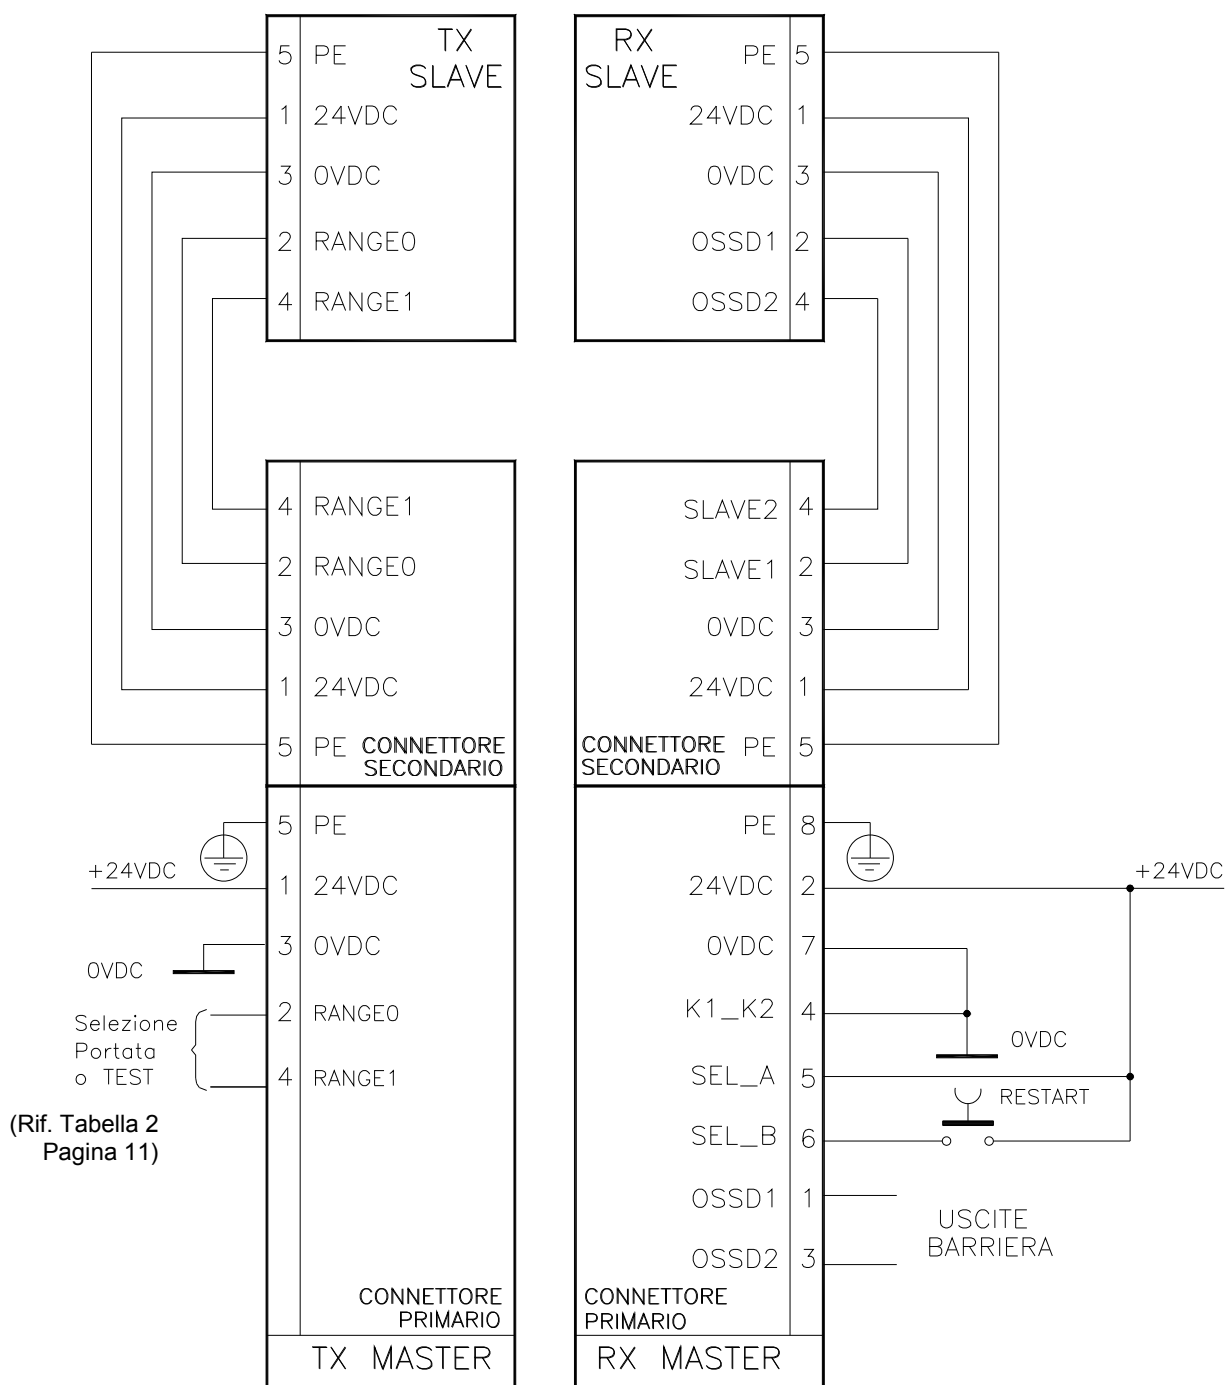 TX
SLAVE
5 PE
1 24VDC
3 0VDC
2 RANGE0
4 RANGE1
RX
SLAVE
PE 5
24VDC 1
0VDC 3
OSSD1 2
OSSD2 4
4 RANGE1
2 RANGE0
3 0VDC
1 24VDC
5 PE
CONNETTORE
SECONDARIO
SLAVE2 4
SLAVE1 2
0VDC 3
24VDC 1
PE 5
CONNETTORE
SECONDARIO
5 PE
+24VDC
1 24VDC
3 0VDC
0VDC
2 RANGE0
4 RANGE1
Selezione
Portata
o TEST
(Rif. Tabella 2
Pagina 11)
CONNETTORE
PRIMARIO
TX MASTER
PE 8
24VDC 2
+24VDC
0VDC 7
K1_K2 4
0VDC
SEL_A 5
RESTART
SEL_B 6
OSSD1 1
OSSD2 3
USCITE
BARRIERA
CONNETTORE
PRIMARIO
RX MASTER